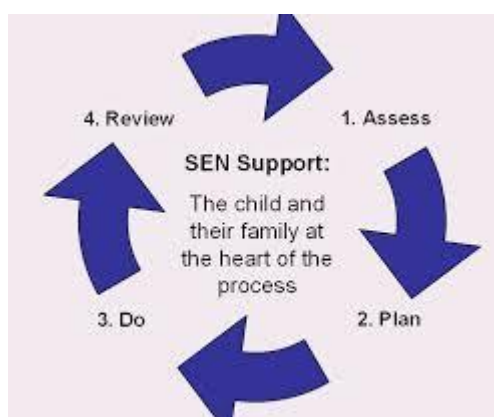 4. Review
1. Assess
SEN Support:
The child and
their family at
the heart of the
process
3. Do
2. Plan